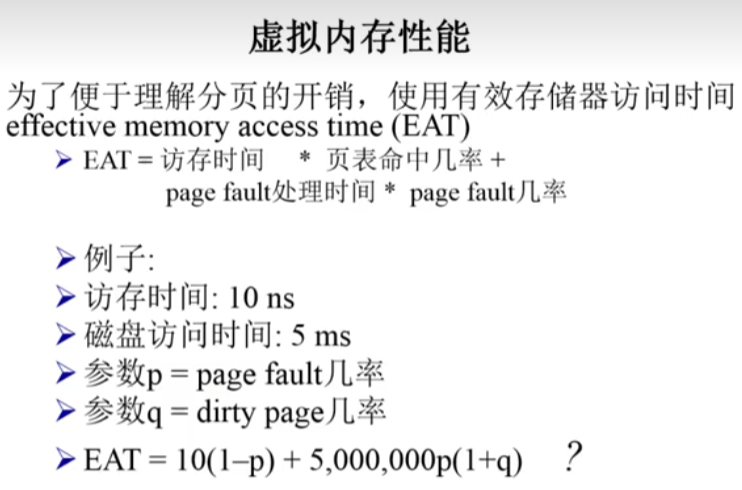 虚拟内存性能
为了便于理解分页的开销，使用有效存储器访问时间
effective memory access time (EAT)
➤ EAT = 访存时间 * 页表命中几率 +
page fault处理时间 * page fault几率
➤ 例子:
➤ 访存时间: 10 ns
➤ 磁盘访问时间: 5 ms
➤ 参数p = page fault几率
➤ 参数q = dirty page几率
➤ EAT = 10(1–p) + 5,000,000p(1+q) ?